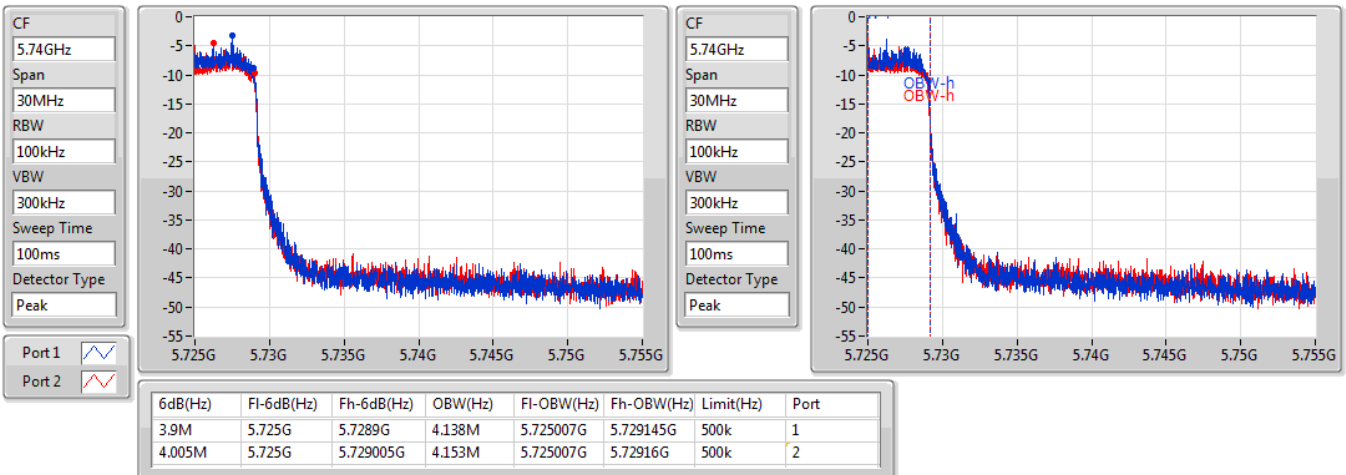 CF
5.74GHz
Span
30MHz
RBW
100kHz
VBW
300kHz
Sweep Time
100ms
Detector Type
Peak
Port 1
Port 2
0
-5
-10
-15
-20
-25
-30
-35
-40
-45
-50
-55
5.725G 5.73G 5.735G 5.74G 5.745G 5.75G 5.755G
CF
5.74GHz
Span
30MHz
RBW
100kHz
VBW
300kHz
Sweep Time
100ms
Detector Type
Peak
0
-5
-10
-15
-20
-25
-30
-35
-40
-45
-50
-55
OBW-h
OBW-h
5.725G 5.73G 5.735G 5.74G 5.745G 5.75G 5.755G
6dB(Hz) Fl-6dB(Hz) Fh-6dB(Hz) OBW(Hz) Fl-OBW(Hz) Fh-OBW(Hz) Limit(Hz) Port
3.9M 5.725G 5.7289G 4.138M 5.725007G 5.729145G 500k 1
4.005M 5.725G 5.729005G 4.153M 5.725007G 5.72916G 500k 2